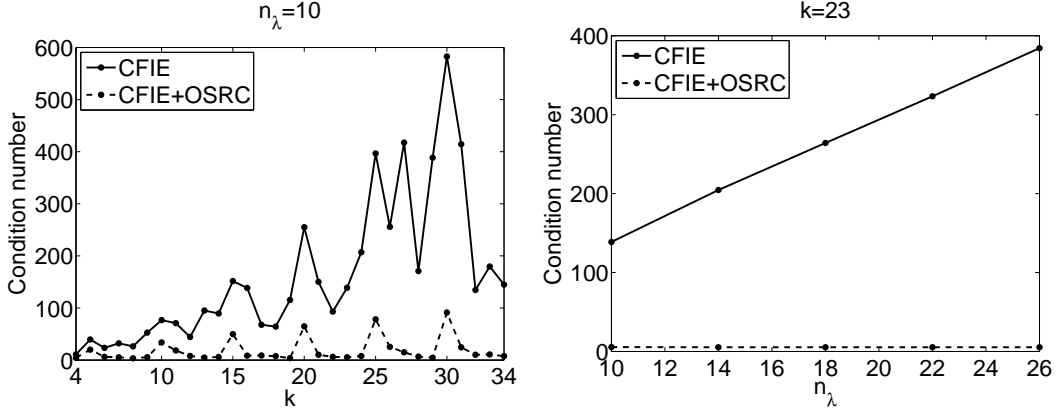 n_λ=10
600
500
400
300
200
100
0
Condition number
CFIE
CFIE+OSRC
4 10 15 20 25 30 34
k
k=23
400
300
200
100
0
Condition number
CFIE
CFIE+OSRC
10 12 14 16 18 20 22 24 26
n_λ